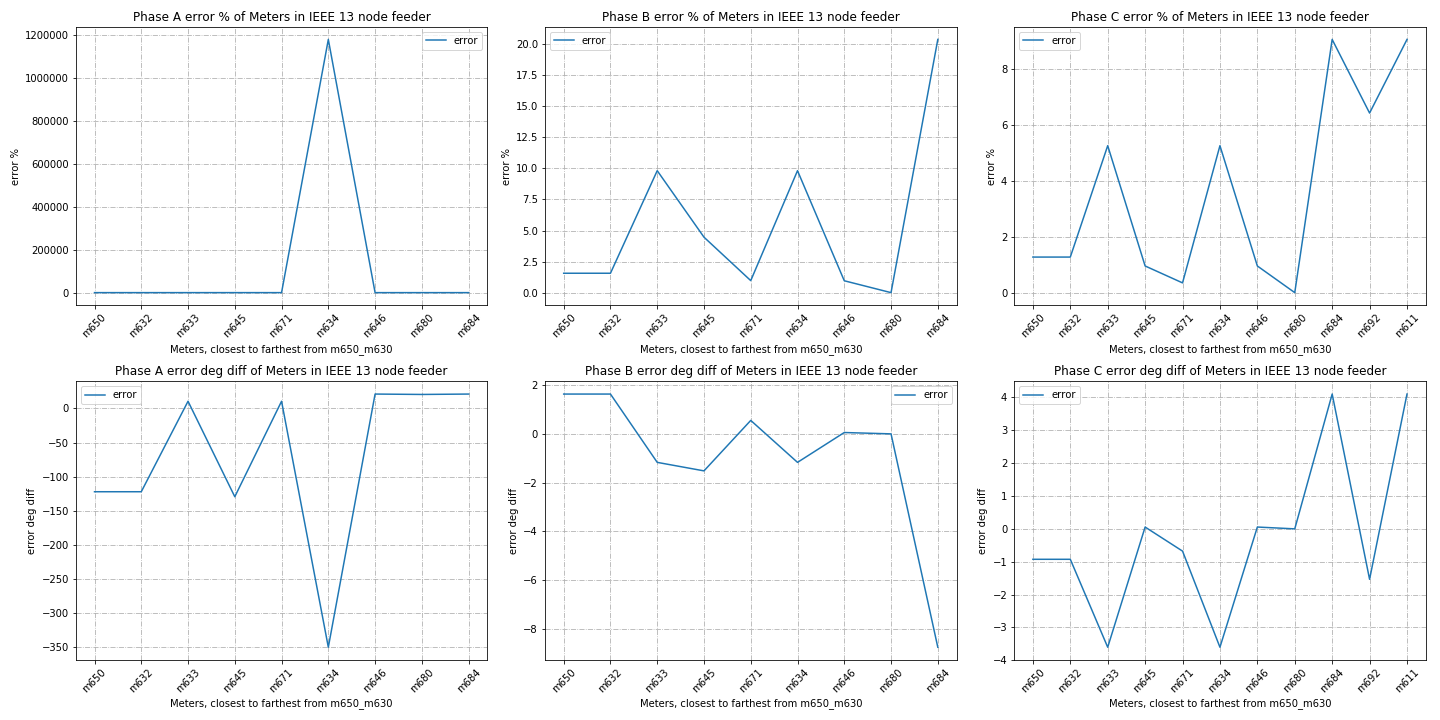 Phase A error % of Meters in IEEE 13 node feeder
error
error %
1200000
1000000
800000
600000
400000
200000
0
m650 m632 m633 m645 m671 m634 m646 m680 m684
Meters, closest to farthest from m650_m630
Phase B error % of Meters in IEEE 13 node feeder
error
error %
20.0
17.5
15.0
12.5
10.0
7.5
5.0
2.5
0.0
m650 m632 m633 m645 m671 m634 m646 m680 m684
Meters, closest to farthest from m650_m630
Phase C error % of Meters in IEEE 13 node feeder
error
error %
8
6
4
2
0
m650 m632 m633 m645 m671 m634 m646 m680 m684 m692 m611
Meters, closest to farthest from m650_m630
Phase A error deg diff of Meters in IEEE 13 node feeder
error
error deg diff
0
−50
−100
−150
−200
−250
−300
−350
m650 m632 m633 m645 m671 m634 m646 m680 m684
Meters, closest to farthest from m650_m630
Phase B error deg diff of Meters in IEEE 13 node feeder
error
error deg diff
2
0
−2
−4
−6
−8
m650 m632 m633 m645 m671 m634 m646 m680 m684
Meters, closest to farthest from m650_m630
Phase C error deg diff of Meters in IEEE 13 node feeder
error
error deg diff
4
3
2
1
0
−1
−2
−3
−4
m650 m632 m633 m645 m671 m634 m646 m680 m684 m692 m611
Meters, closest to farthest from m650_m630